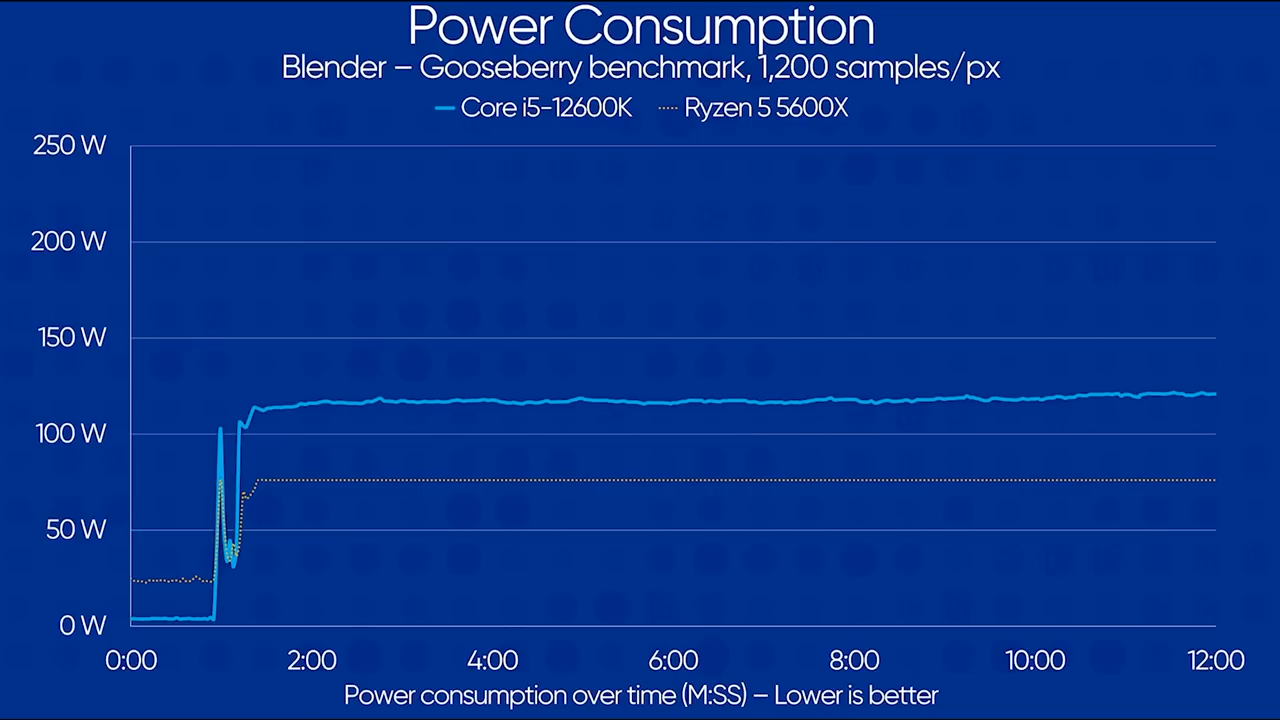 Power Consumption
Blender – Gooseberry benchmark, 1,200 samples/px
Core i5-12600K Ryzen 5 5600X
250 W
200 W
150 W
100 W
50 W
0 W
0:00 2:00 4:00 6:00 8:00 10:00 12:00
Power consumption over time (M:SS) – Lower is better